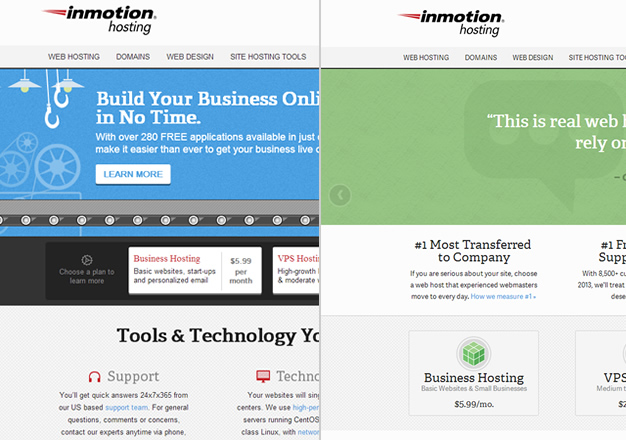 inmotion
hosting
WEB HOSTING DOMAINS WEB DESIGN SITE HOSTING TOOLS
Build Your Business Onli
in No Time.
With over 280 FREE applications available in just
make it easier than ever to get your business live
LEARN MORE
Choose a plan to
learn more
Business Hosting
Basic websites, start-ups
and personalized email
$5.99
per
month
VPS Hosti
High-growth
& moderate
Tools & Technology Yo
Support
You'll get quick answers 24x7x365 from
our US based support team. For general
questions, comments or concerns,
contact our experts anytime via phone,
Techno
Your websites will sing
centers. We use high-per
servers running CentOS
class Linux, with networ
inmotion
hosting
WEB HOSTING DOMAINS WEB DESIGN SITE HOSTING TOO
“This is real web
rely on
#1 Most Transferred
to Company
If you are serious about your site, choose
a web host that experienced webmasters
move to every day. How we measure #1»
#1 Fr
Supp
With 8,500+ cu
2013, we'll treat
dese
Business Hosting
Basic Websites & Small Businesses
$5.99/mo.
VPS
Medium t
$2